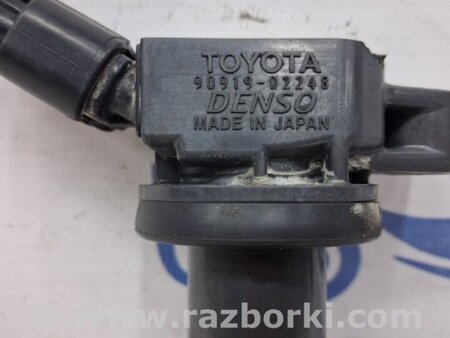 TOYOTA
90919-02248
DENSO
MADE IN JAPAN
www.razborki.com